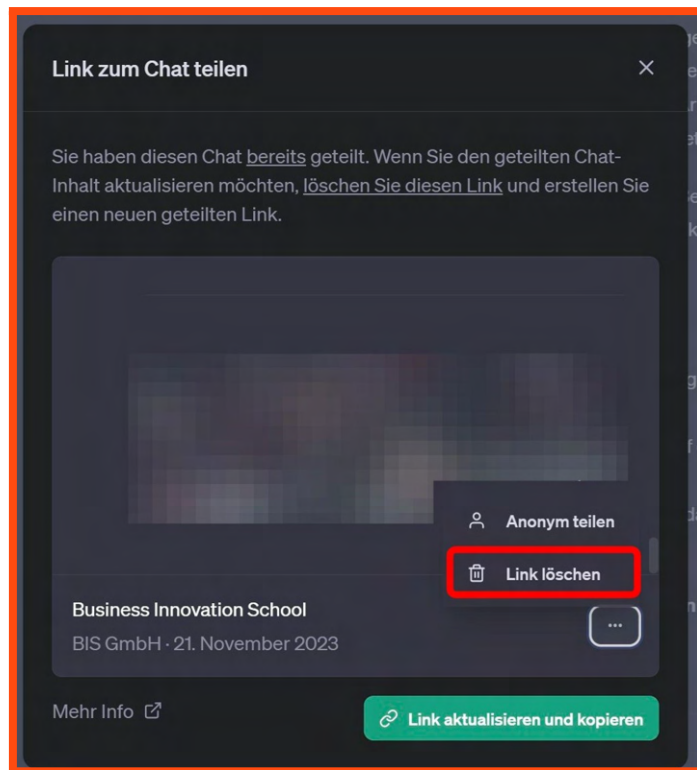 Link zum Chat teilen
Sie haben diesen Chat bereits geteilt. Wenn Sie den geteilten Chat-
Inhalt aktualisieren möchten, löschen Sie diesen Link und erstellen Sie
einen neuen geteilten Link.
Anonym teilen
Link löschen
Business Innovation School
BIS GmbH · 21. November 2023
Mehr Info
Link aktualisieren und kopieren